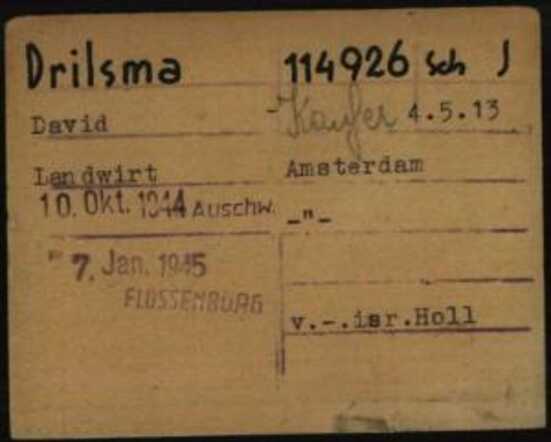 Drilsma 114926 Sch J
David Kaufer 4.5.13
Landwirt Amsterdam
10. Okt. 1944 Auschw. -"-
7. Jan. 1945
FLOSSENBURG
v.-.isr.Holl